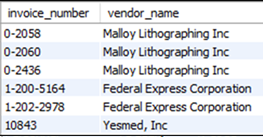 invoice_number vendor_name
0-2058 Malloy Lithographing Inc
0-2060 Malloy Lithographing Inc
0-2436 Malloy Lithographing Inc
1-200-5164 Federal Express Corporation
1-202-2978 Federal Express Corporation
10843 Yesmed, Inc